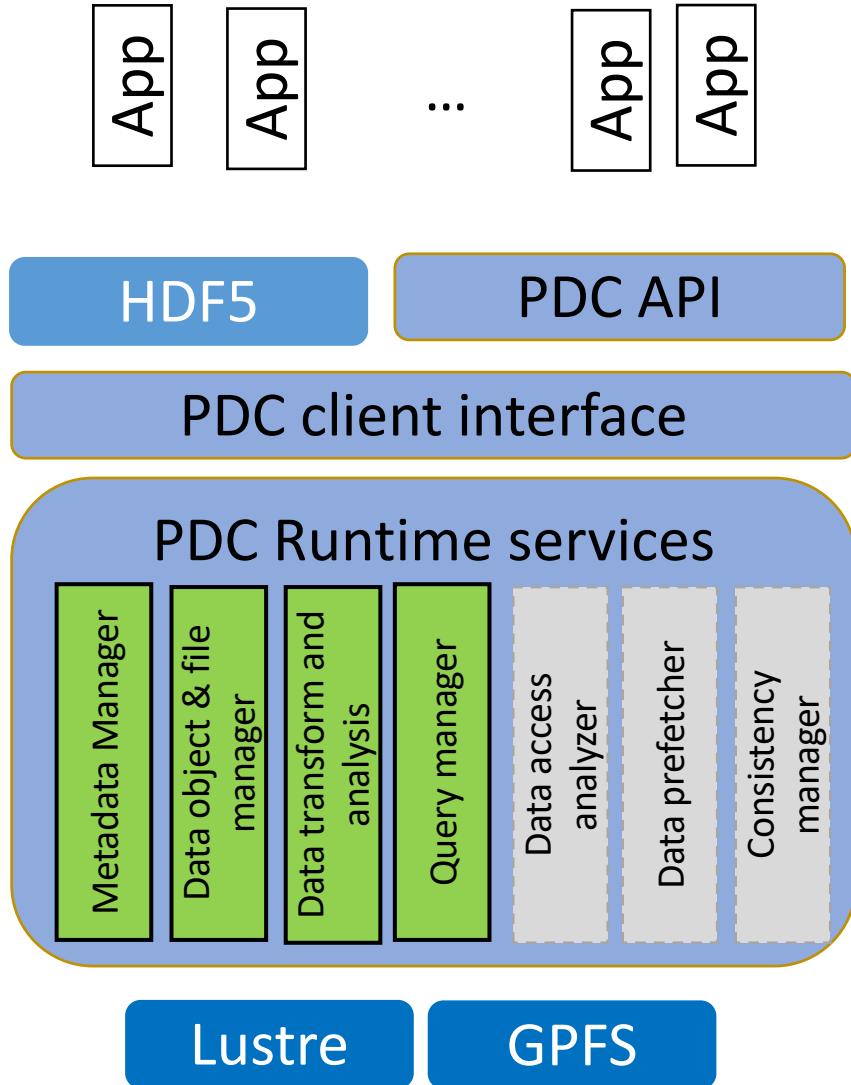 App
App
...
App
App
HDF5
PDC API
PDC client interface
PDC Runtime services
Metadata Manager
Data object & file
manager
Data transform and
analysis
Query manager
Data access
analyzer
Data prefetcher
Consistency
manager
Lustre
GPFS